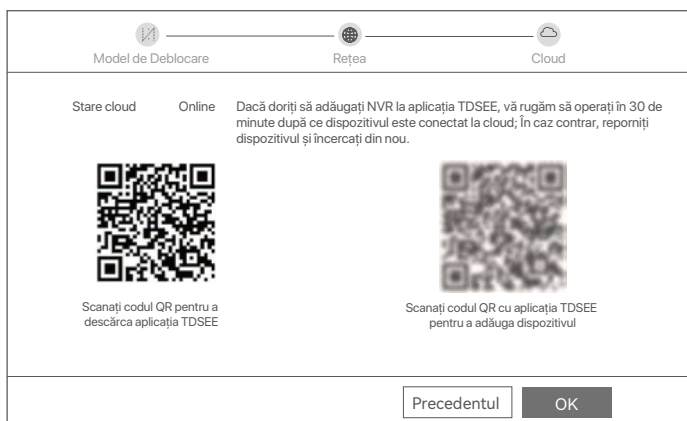 Model de Deblocare
Rețea
Cloud
Stare cloud
Online
Dacă doriți să adăugați NVR la aplicația TDSEE, vă rugăm să operați în 30 de
minute după ce dispozitivul este conectat la cloud; În caz contrar, reporniți
dispozitivul și încercați din nou.
Scanați codul QR pentru a
descărca aplicația TDSEE
Scanați codul QR cu aplicația TDSEE
pentru a adăuga dispozitivul
Precedentul
OK